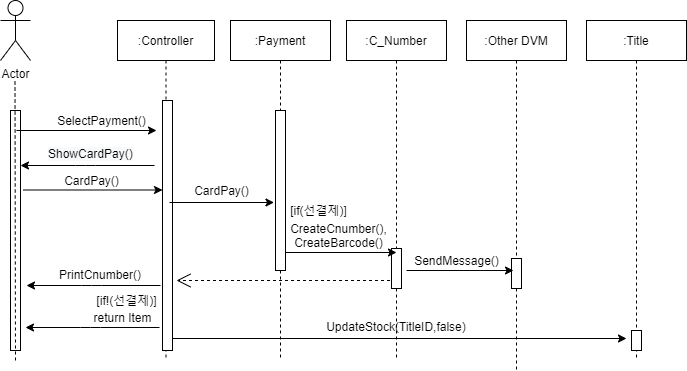 :Controller
:Payment
:C_Number
:Other DVM
:Title
Actor
SelectPayment()
ShowCardPay()
CardPay()
CardPay()
[if(선결제)]
CreateCnumber(),
CreateBarcode()
SendMessage()
PrintCnumber()
[if!(선결제)]
return Item
UpdateStock(TitleID,false)